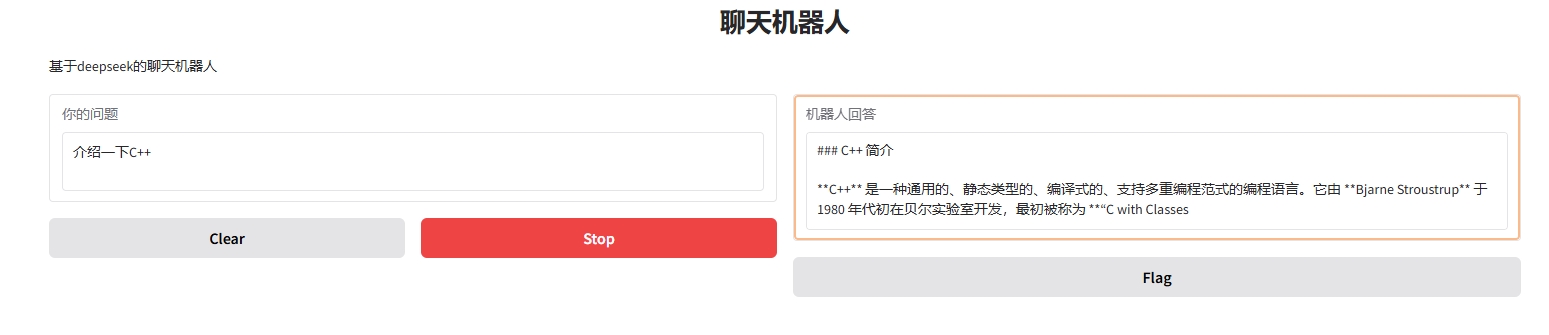 聊天机器人
基于deepseek的聊天机器人
你的问题
介绍一下C++
Clear
Stop
机器人回答
### C++ 简介
**C++** 是一种通用的、静态类型的、编译式的、支持多重编程范式的编程语言。它由 **Bjarne Stroustrup** 于
1980 年代初在贝尔实验室开发，最初被称为 **“C with Classes
Flag